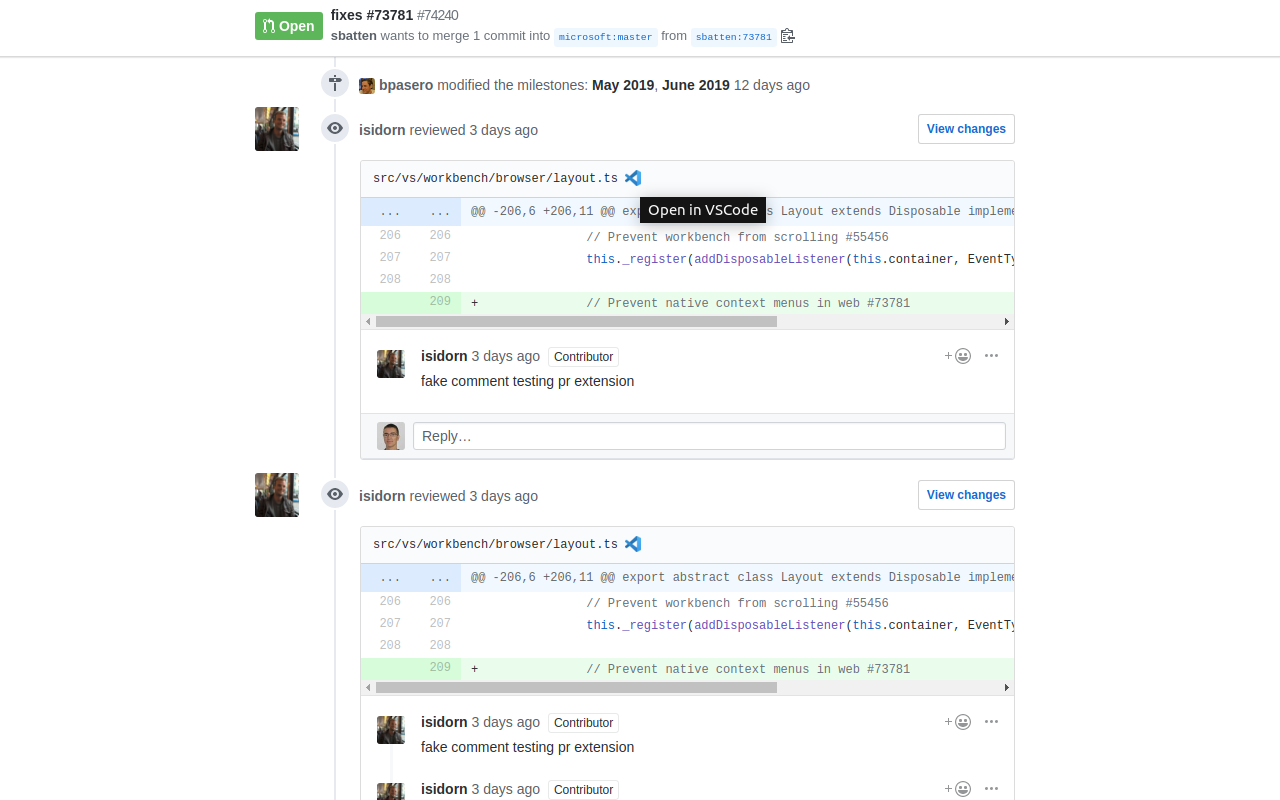 Open
fixes #73781 #74240
sbatten wants to merge 1 commit into microsoft:master from sbatten:73781
bpasero modified the milestones: May 2019, June 2019 12 days ago
isidorn reviewed 3 days ago
View changes
src/vs/workbench/browser/layout.ts
Open in VSCode
... ... @@ -206,6 +206,11 @@ s Layout extends Disposable
206 206 // Prevent workbench from scrolling #55456
207 207 this._register(addDisposableListener(this.container,
208 208
209 + // Prevent native context menus in web #73781
isidorn 3 days ago Contributor
+ ...
fake comment testing pr extension
Reply…
isidorn reviewed 3 days ago
View changes
src/vs/workbench/browser/layout.ts
... ... @@ -206,6 +206,11 @@ export abstract class Layout extends Disposable
206 206 // Prevent workbench from scrolling #55456
207 207 this._register(addDisposableListener(this.container,
208 208
209 + // Prevent native context menus in web #73781
isidorn 3 days ago Contributor
+ ...
fake comment testing pr extension
isidorn 3 days ago Contributor
+ ...